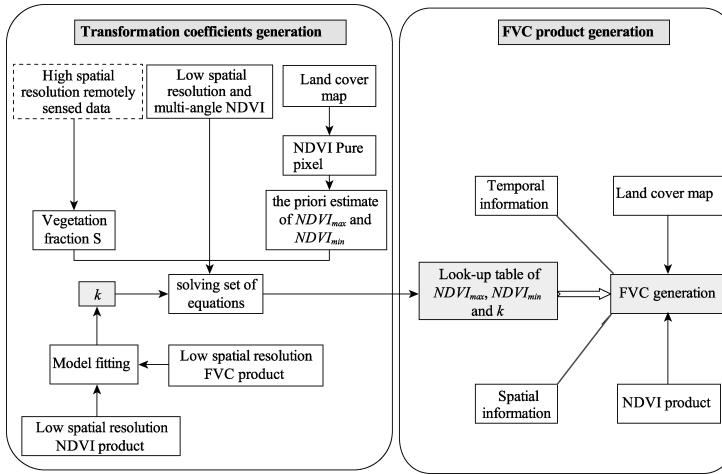 Transformation coefficients generation
High spatial
resolution remotely
sensed data
Low spatial
resolution and
multi-angle NDVI
Land cover
map
NDVI Pure
pixel
the priori estimate
of NDVImax and
NDVImin
Vegetation
fraction S
k
solving set of
equations
Model fitting
Low spatial resolution
FVC product
Low spatial resolution
NDVI product
FVC product generation
Temporal
information
Land cover map
Look-up table of
NDVImax, NDVImin
and k
FVC generation
Spatial
information
NDVI product